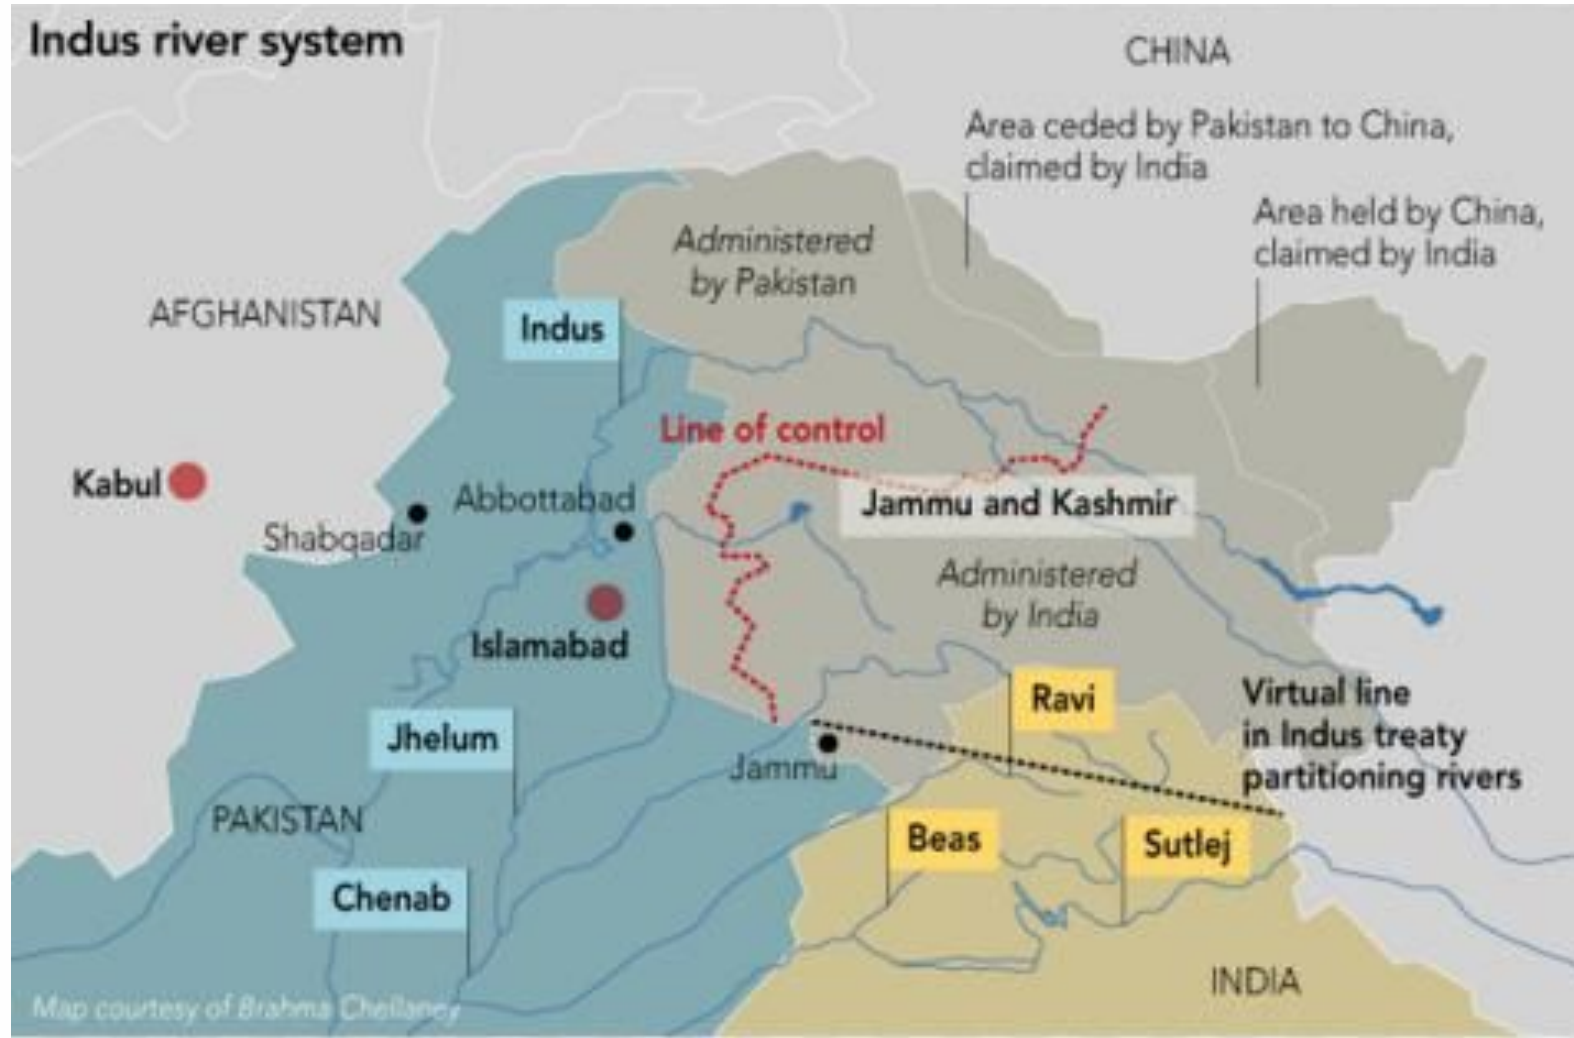 Indus river system
CHINA
Area ceded by Pakistan to China,
claimed by India
Area held by China,
claimed by India
Administered
by Pakistan
AFGHANISTAN
Indus
Line of control
Kabul
Abbottabad
Shabqadar
Jammu and Kashmir
Administered
by India
Islamabad
Ravi
Virtual line
in Indus treaty
partitioning rivers
Jhelum
Jammu
PAKISTAN
Beas
Sutlej
Chenab
INDIA
Map courtesy of Brahma Chellaney